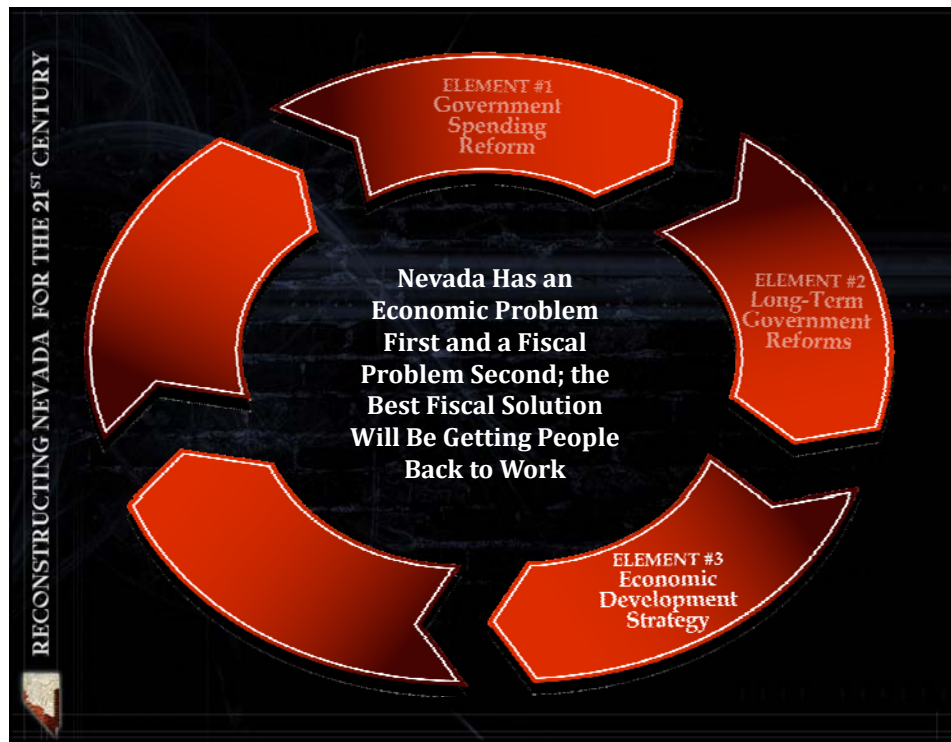 RECONSTRUCTING NEVADA FOR THE 21ST CENTURY
ELEMENT #1
Government
Spending
Reform
ELEMENT #2
Long-Term
Government
Reforms
Nevada Has an
Economic Problem
First and a Fiscal
Problem Second; the
Best Fiscal Solution
Will Be Getting People
Back to Work
ELEMENT #3
Economic
Development
Strategy